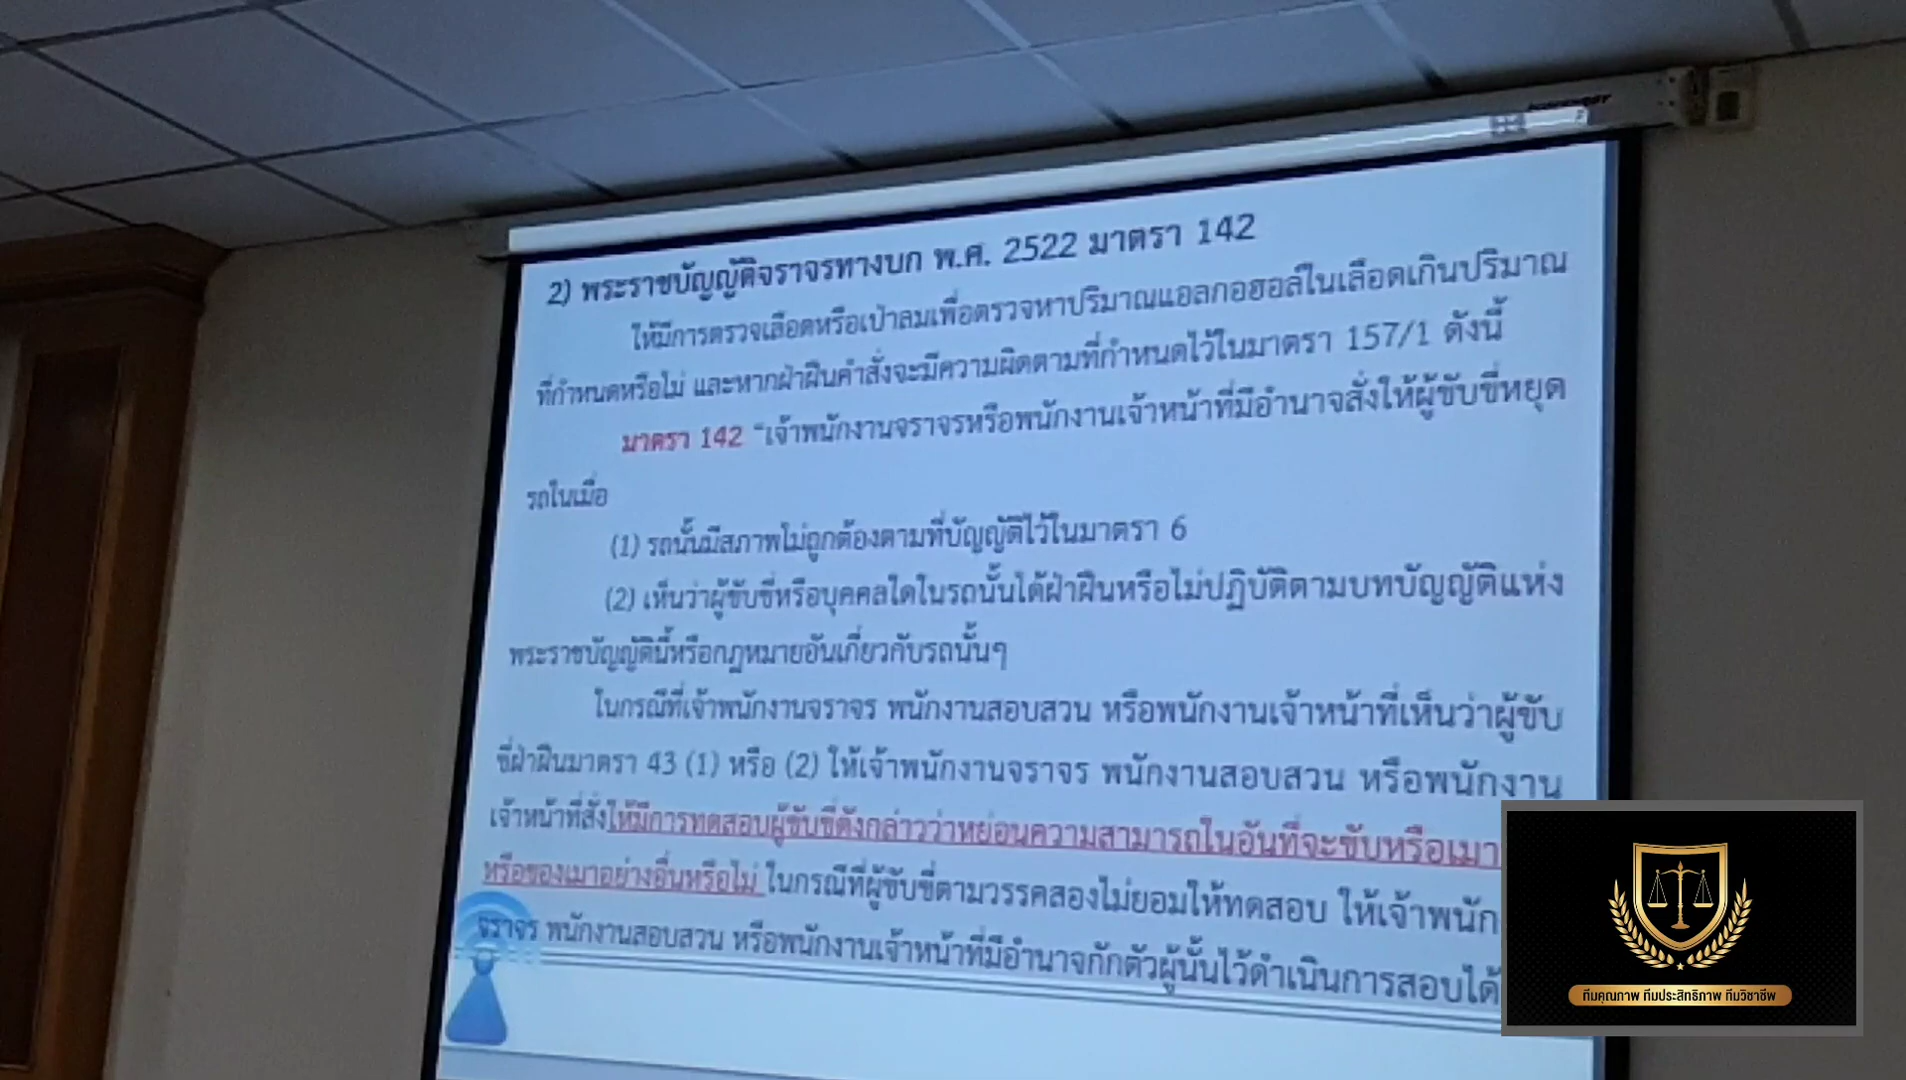 2) พระราชบัญญัติจราจรทางบก พ.ศ. 2522 มาตรา 142
ให้มีการตรวจเลือดหรือเป่าลมเพื่อตรวจหาปริมาณแอลกอฮอล์ในเลือดเกินปริมาณ
ที่กำหนดหรือไม่ และหากฝ่าฝืนคำสั่งจะมีความผิดตามที่กำหนดไว้ในมาตรา 157/1 ดังนี้
มาตรา 142 “เจ้าพนักงานจราจรหรือพนักงานเจ้าหน้าที่มีอำนาจสั่งให้ผู้ขับขี่หยุด
รถในเมื่อ
(1) รถนั้นมีสภาพไม่ถูกต้องตามที่บัญญัติไว้ในมาตรา 6
(2) เห็นว่าผู้ขับขี่หรือบุคคลใดในรถนั้นได้ฝ่าฝืนหรือไม่ปฏิบัติตามบทบัญญัติแห่ง
พระราชบัญญัตินี้หรือกฎหมายอันเกี่ยวกับรถนั้นๆ
ในกรณีที่เจ้าพนักงานจราจร พนักงานสอบสวน หรือพนักงานเจ้าหน้าที่เห็นว่าผู้ขับ
ขี่ฝ่าฝืนมาตรา 43 (1) หรือ (2) ให้เจ้าพนักงานจราจร พนักงานสอบสวน หรือพนักงาน
เจ้าหน้าที่สั่งให้มีการทดสอบผู้ขับขี่ดังกล่าวว่าหย่อนความสามารถในอันที่จะขับหรือเมา
หรือของเมาอย่างอื่นหรือไม่ ในกรณีที่ผู้ขับขี่ตามวรรคสองไม่ยอมให้ทดสอบ ให้เจ้าพนัก
จราจร พนักงานสอบสวน หรือพนักงานเจ้าหน้าที่มีอำนาจกักตัวผู้นั้นไว้ดำเนินการสอบได้
ทีมคุณภาพ ทีมประสิทธิภาพ ทีมวิชาชีพ